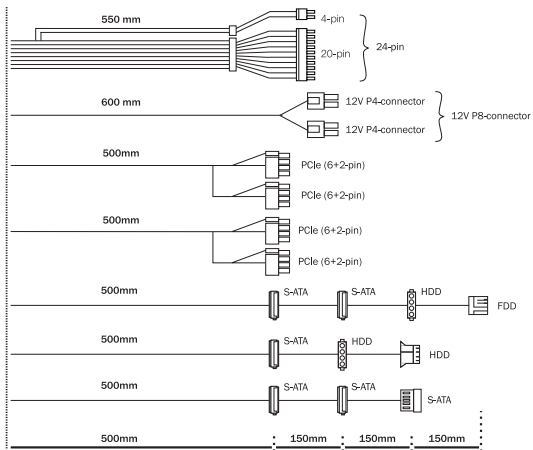 550 mm
4-pin
20-pin
24-pin
600 mm
12V P4-connector
12V P4-connector
12V P8-connector
500mm
PCIe (6+2-pin)
PCIe (6+2-pin)
500mm
PCIe (6+2-pin)
PCIe (6+2-pin)
500mm S-ATA S-ATA HDD
FDD
500mm S-ATA HDD
HDD
500mm S-ATA S-ATA
S-ATA
500mm 150mm 150mm 150mm